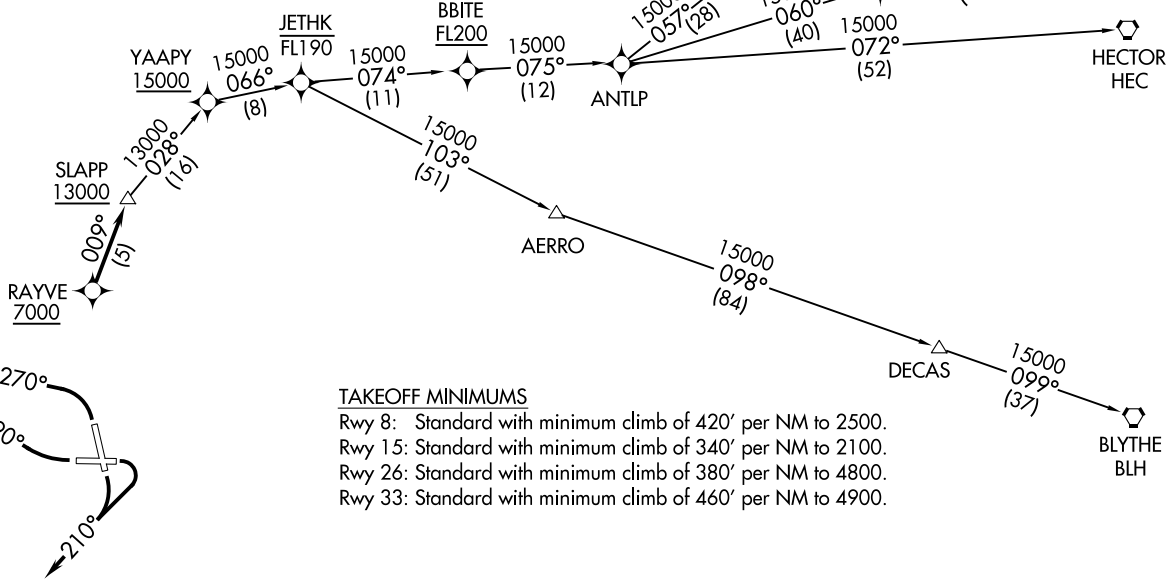 BBITE
FL200
JETHK
FL190
YAAPY
15000
15000
066°
(8)
15000
074°
(11)
15000
075°
(12)
ANTLP
057°
(28)
060°
(40)
15000
072°
(52)
HECTOR
HEC
13000
028°
(16)
SLAPP
13000
009°
(5)
RAYVE
7000
15000
103°
(51)
AERRO
15000
098°
(84)
DECAS
15000
099°
(37)
BLYTHE
BLH
270°
210°
TAKEOFF MINIMUMS
Rwy 8: Standard with minimum climb of 420' per NM to 2500.
Rwy 15: Standard with minimum climb of 340' per NM to 2100.
Rwy 26: Standard with minimum climb of 380' per NM to 4800.
Rwy 33: Standard with minimum climb of 460' per NM to 4900.